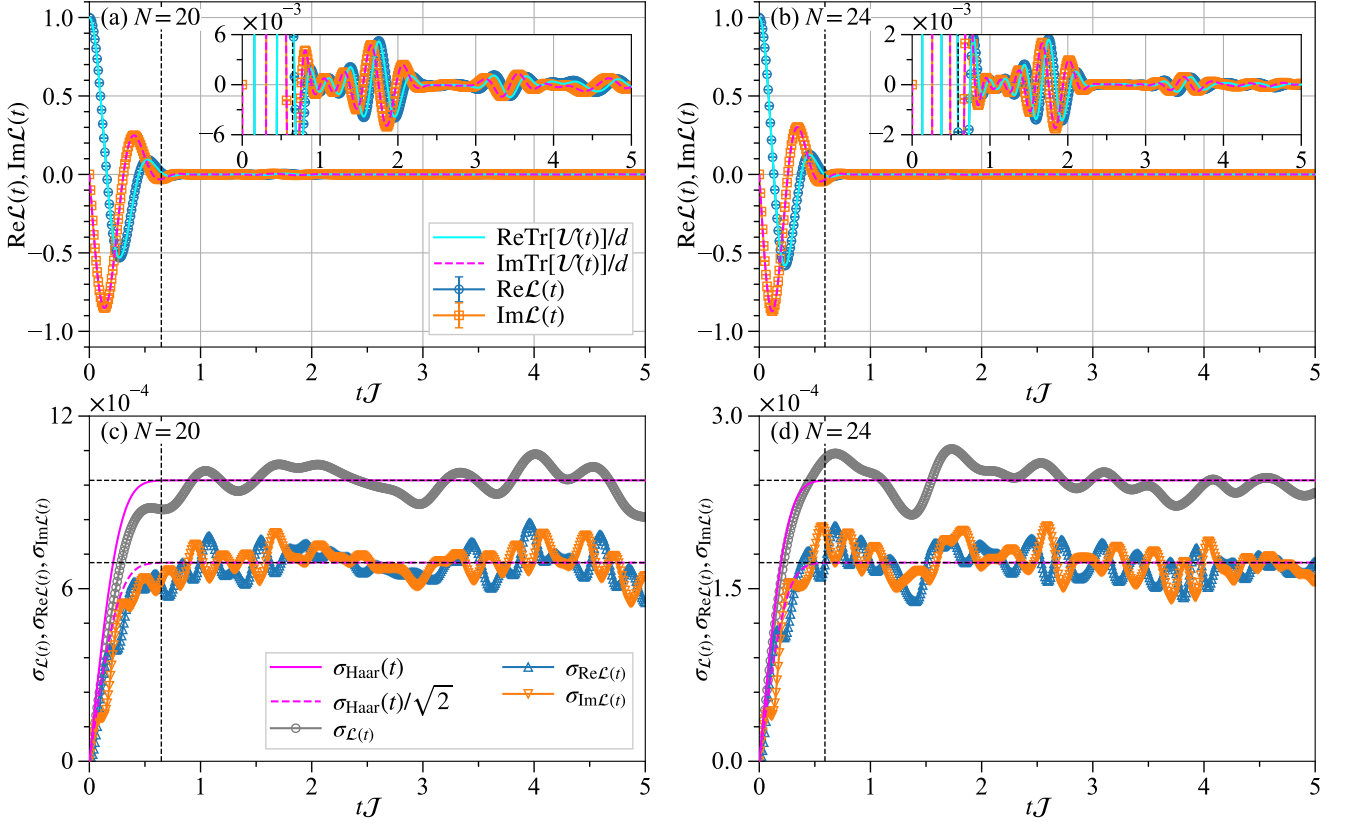 (a) N=20
×10⁻³
6
0
−6
0 1 2 3 4 5
1.0
0.5
0.0
−0.5
−1.0
Reℒ(t), Imℒ(t)
ReTr[𝒰(t)]/d
ImTr[𝒰(t)]/d
Reℒ(t)
Imℒ(t)
0 1 2 3 4 5
t𝒥
(b) N=24
×10⁻³
2
0
−2
0 1 2 3 4 5
1.0
0.5
0.0
−0.5
−1.0
Reℒ(t), Imℒ(t)
0 1 2 3 4 5
t𝒥
×10⁻⁴
(c) N=20
12
6
0
σℒ(t), σReℒ(t), σImℒ(t)
σHaar(t)
σHaar(t)/√2
σℒ(t)
σReℒ(t)
σImℒ(t)
0 1 2 3 4 5
t𝒥
×10⁻⁴
(d) N=24
3.0
1.5
0.0
σℒ(t), σReℒ(t), σImℒ(t)
0 1 2 3 4 5
t𝒥